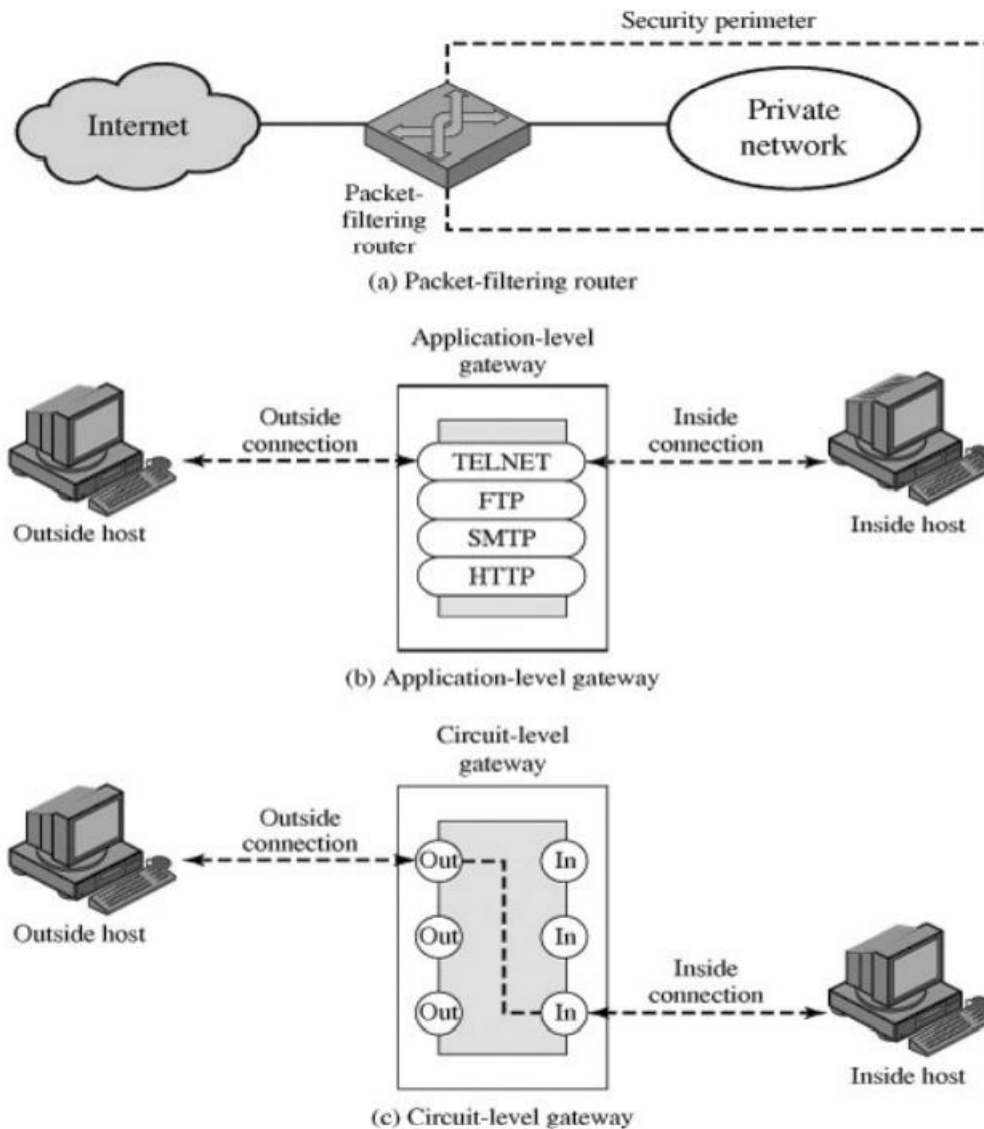 Security perimeter
Internet
Private
network
Packet-
filtering
router
(a) Packet-filtering router
Application-level
gateway
Outside
connection
Inside
connection
TELNET
FTP
SMTP
HTTP
Outside host
Inside host
(b) Application-level gateway
Circuit-level
gateway
Outside
connection
Out
In
Out
In
Out
In
Inside
connection
Outside host
Inside host
(c) Circuit-level gateway